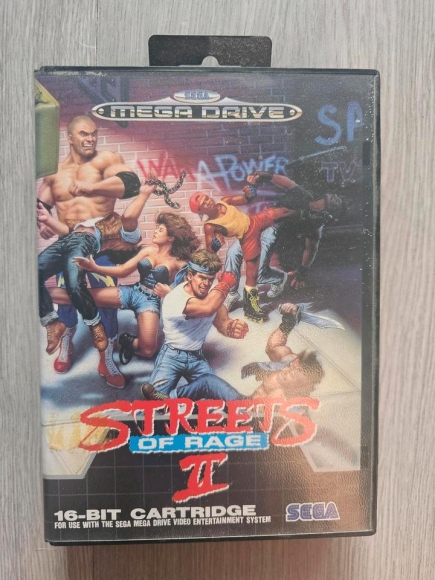 SEGA
MEGA DRIVE
STREETS
OF RAGE
II
16-BIT CARTRIDGE
FOR USE WITH THE SEGA MEGA DRIVE VIDEO ENTERTAINMENT SYSTEM
SEGA